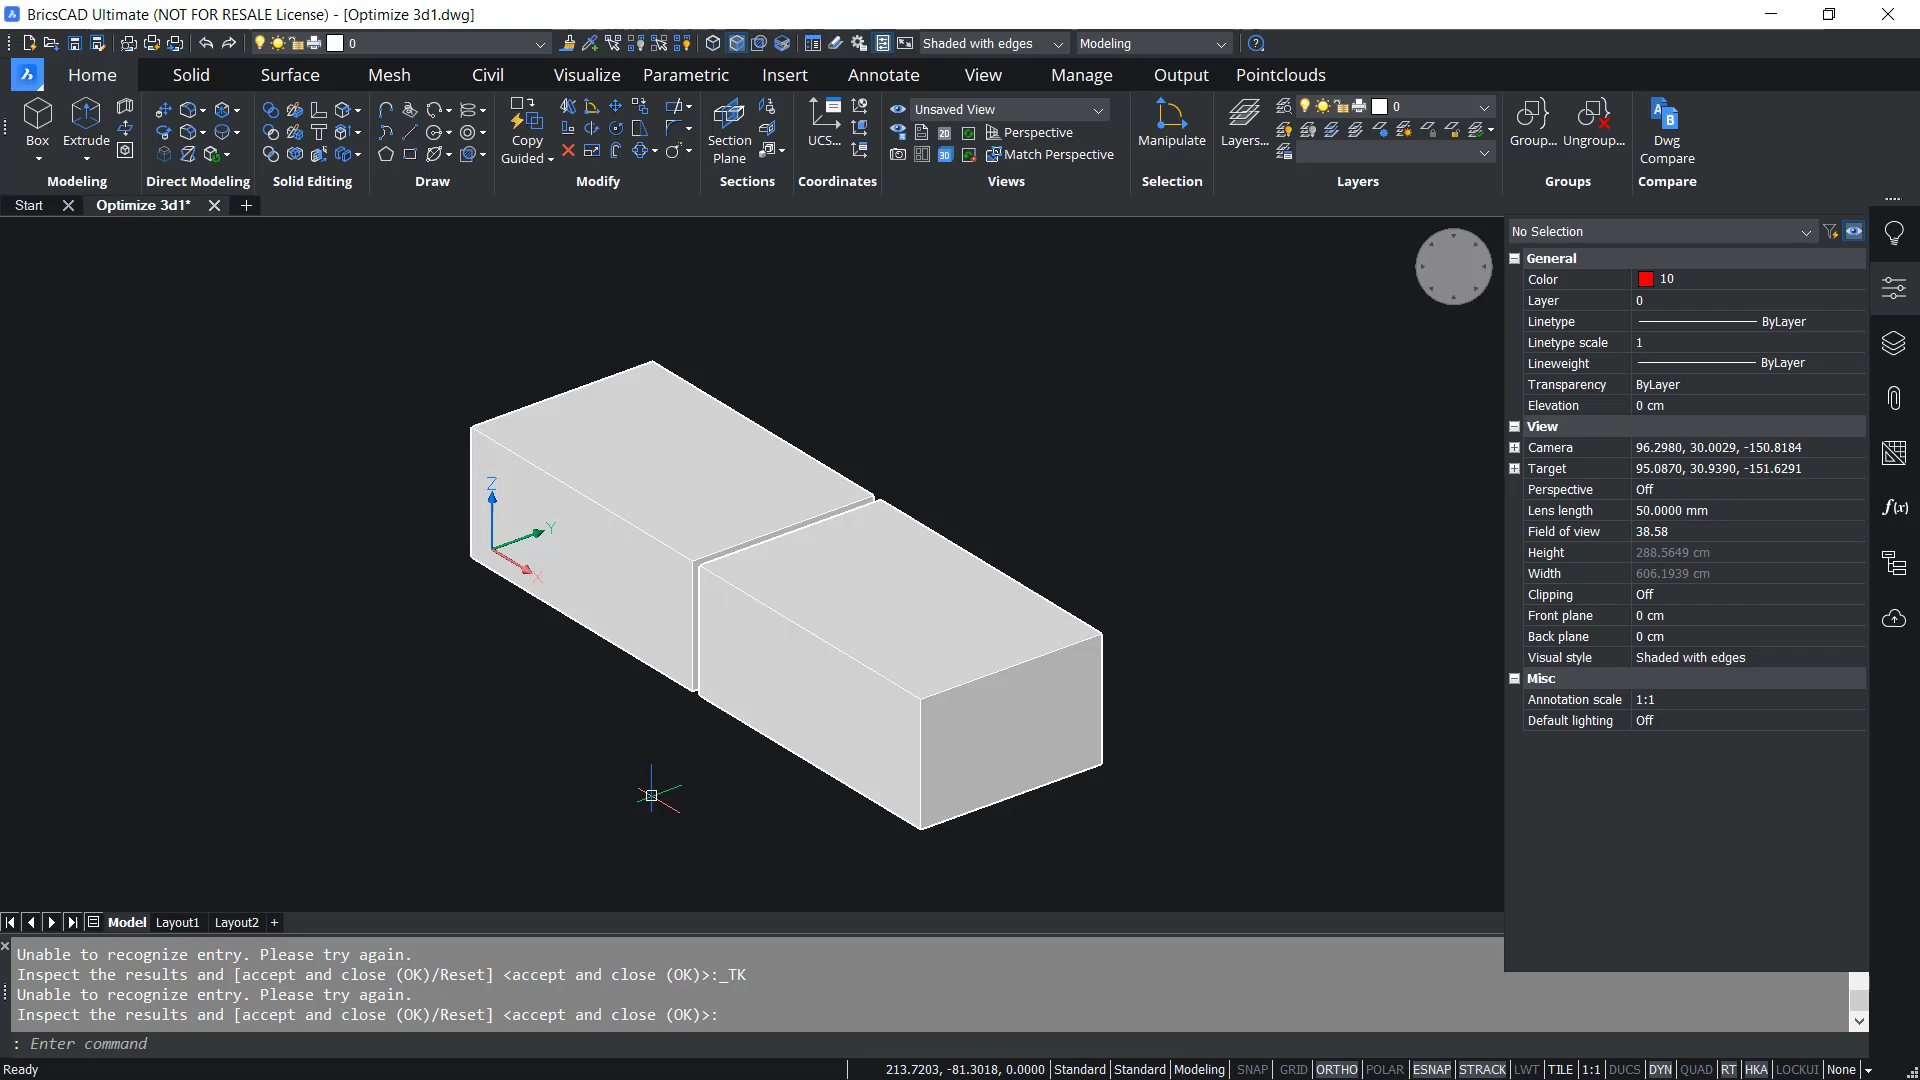 BricsCAD Ultimate (NOT FOR RESALE License) - [Optimize 3d1.dwg]
0
Shaded with edges
Modeling
Home
Solid
Surface
Mesh
Civil
Visualize
Parametric
Insert
Annotate
View
Manage
Output
Pointclouds
Box
Extrude
Copy
Guided
Section
Plane
UCS...
Unsaved View
Perspective
Match Perspective
Manipulate
Layers...
0
Group...
Ungroup...
Dwg
Compare
Modeling
Direct Modeling
Solid Editing
Draw
Modify
Sections
Coordinates
Views
Selection
Layers
Groups
Compare
Start
Optimize 3d1*
No Selection
General
Color 10
Layer 0
Linetype ByLayer
Linetype scale 1
Lineweight ByLayer
Transparency ByLayer
Elevation 0 cm
View
Camera 96.2980, 30.0029, -150.8184
Target 95.0870, 30.9390, -151.6291
Perspective Off
Lens length 50.0000 mm
Field of view 38.58
Height 288.5649 cm
Width 606.1939 cm
Clipping Off
Front plane 0 cm
Back plane 0 cm
Visual style Shaded with edges
Misc
Annotation scale 1:1
Default lighting Off
f(x)
Z
Y
X
Model
Layout1
Layout2
+
Unable to recognize entry. Please try again.
Inspect the results and [accept and close (OK)/Reset] <accept and close (OK)>:_TK
Unable to recognize entry. Please try again.
Inspect the results and [accept and close (OK)/Reset] <accept and close (OK)>:
: Enter command
Ready
213.7203, -81.3018, 0.0000 Standard Standard Modeling SNAP GRID ORTHO POLAR ESNAP STRACK LWT TILE 1:1 DUCS DYN QUAD RT HKA LOCKUI None